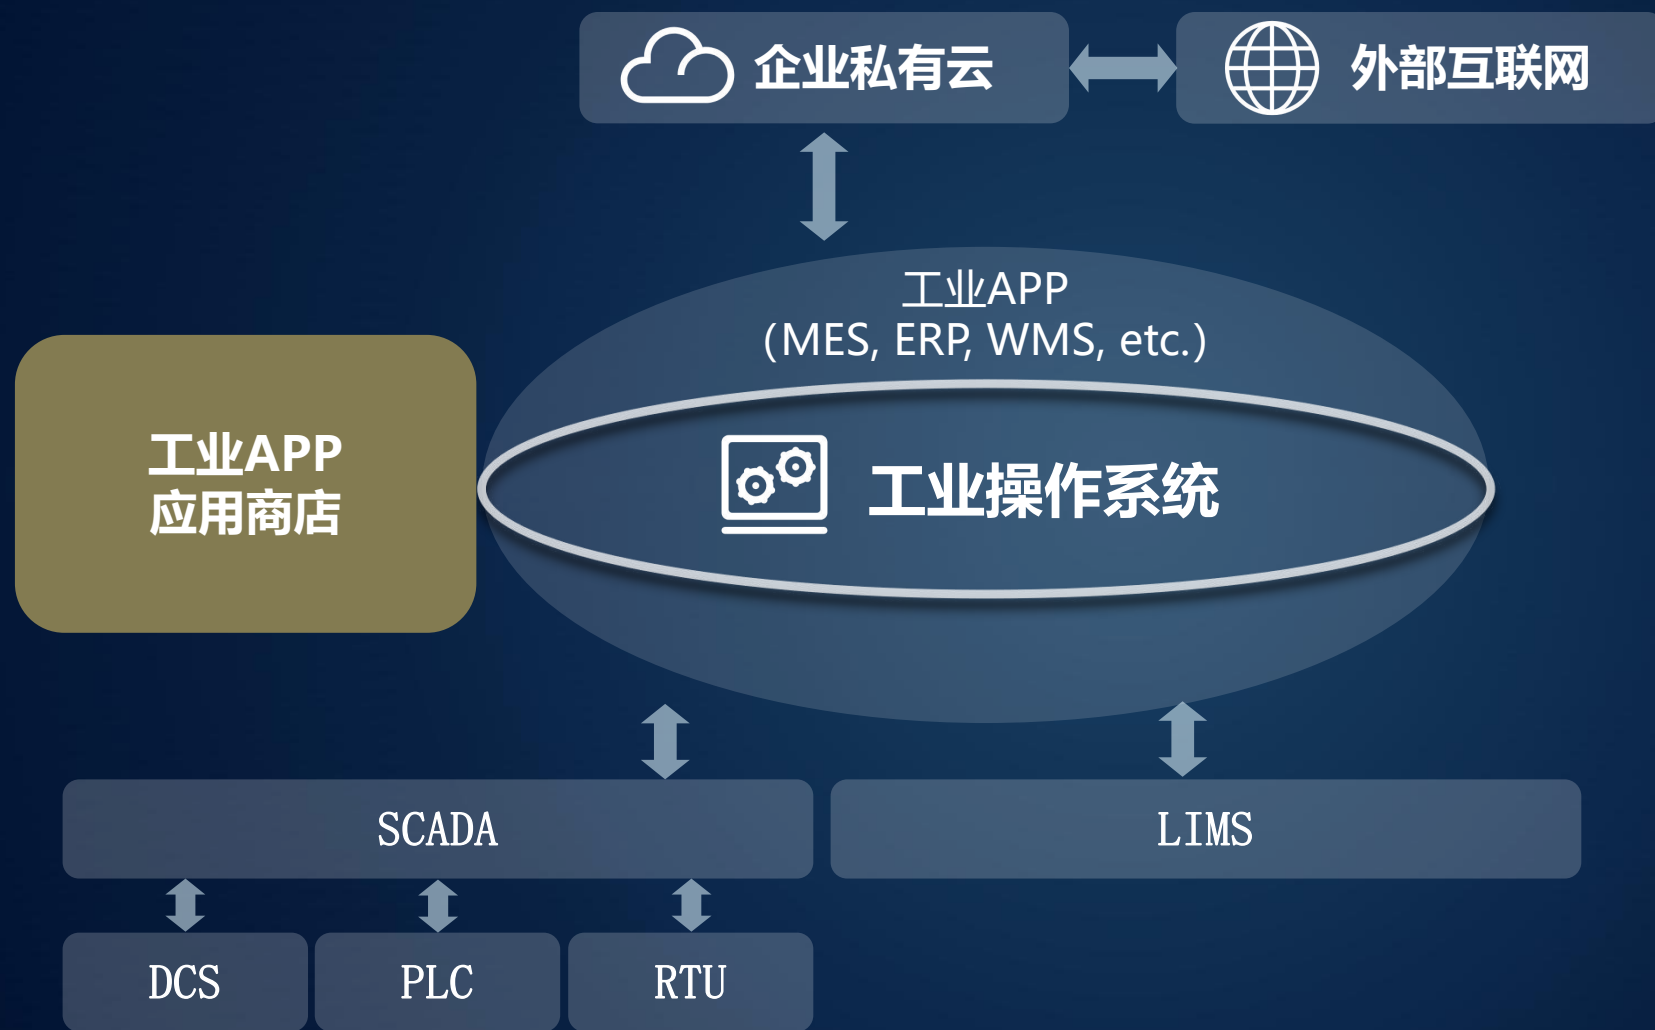 企业私有云
外部互联网
工业APP
（MES, ERP, WMS, etc.）
工业APP
应用商店
工业操作系统
SCADA
LIMS
DCS
PLC
RTU